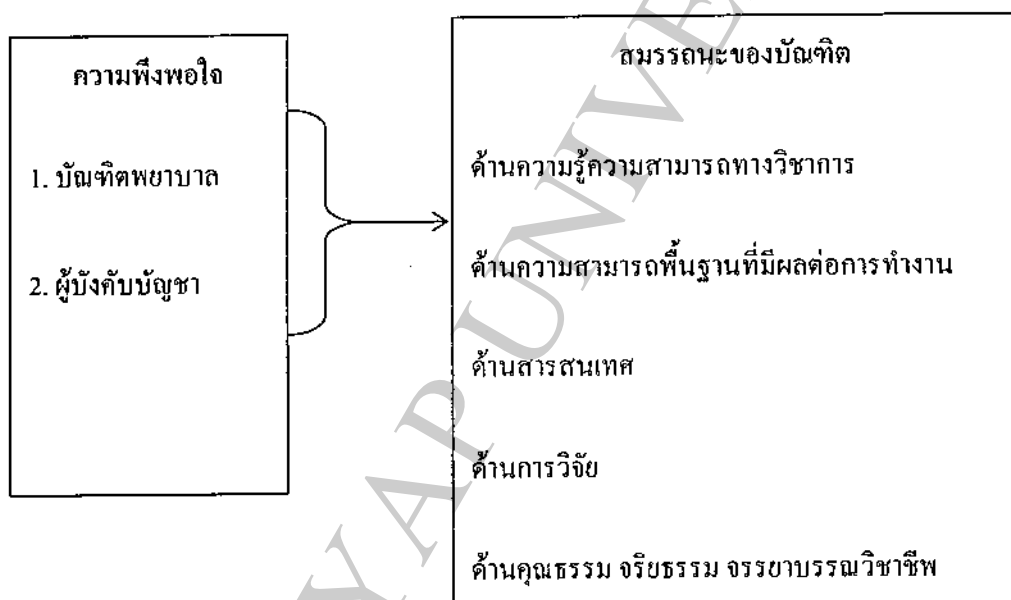 ความพึงพอใจ
1. บัณฑิตพยาบาล
2. ผู้บังคับบัญชา
สมรรถนะของบัณฑิต
ด้านความรู้ความสามารถทางวิชาการ
ด้านความสามารถพื้นฐานที่มีผลต่อการทำงาน
ด้านสารสนเทศ
ด้านการวิจัย
ด้านคุณธรรม จริยธรรม จรรยาบรรณวิชาชีพ
YAP UNIVE